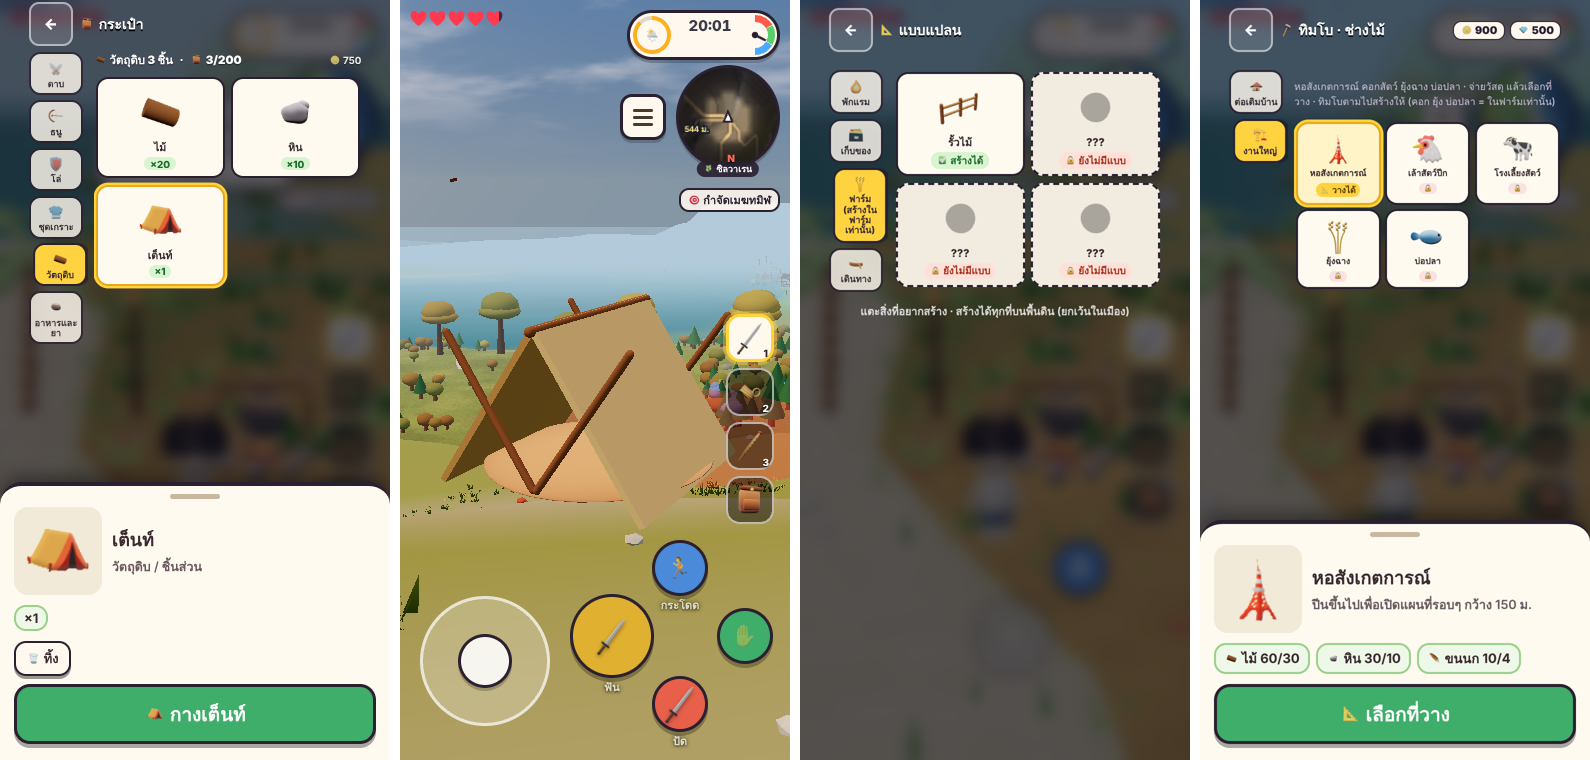 กระเป๋า
วัตถุดิบ 3 ชิ้น · 3/200
750
ดาบ
ธนู
โล่
ชุดเกราะ
วัตถุดิบ
อาหารและ
ยา
ไม้
×20
หิน
×10
เต็นท์
×1
เต็นท์
วัตถุดิบ / ชิ้นส่วน
×1
ทิ้ง
กางเต็นท์
20:01
544 ม.
N
ซิลวาเรน
กำจัดเมฆทมิฬ
1
2
3
กระโดด
ฟัน
ปัด
แบบแปลน
พักแรม
เก็บของ
ฟาร์ม
(สร้างใน
ฟาร์ม
เท่านั้น)
เดินทาง
รั้วไม้
สร้างได้
???
ยังไม่มีแบบ
???
ยังไม่มีแบบ
???
ยังไม่มีแบบ
แตะสิ่งที่อยากสร้าง · สร้างได้ทุกที่บนพื้นดิน (ยกเว้นในเมือง)
ทิมโบ · ช่างไม้
900
500
ต่อเติมบ้าน
งานใหญ่
หอสังเกตการณ์ คอกสัตว์ ยุ้งฉาง บ่อปลา · จ่ายวัสดุ แล้วเลือกที่
วาง · ทิมโบตามไปสร้างให้ (คอก ยุ้ง บ่อปลา = ในฟาร์มเท่านั้น)
หอสังเกตการณ์
วางได้
เล้าสัตว์ปีก
โรงเลี้ยงสัตว์
ยุ้งฉาง
บ่อปลา
หอสังเกตการณ์
ปีนขึ้นไปเพื่อเปิดแผนที่รอบๆ กว้าง 150 ม.
ไม้ 60/30
หิน 30/10
ขนนก 10/4
เลือกที่วาง